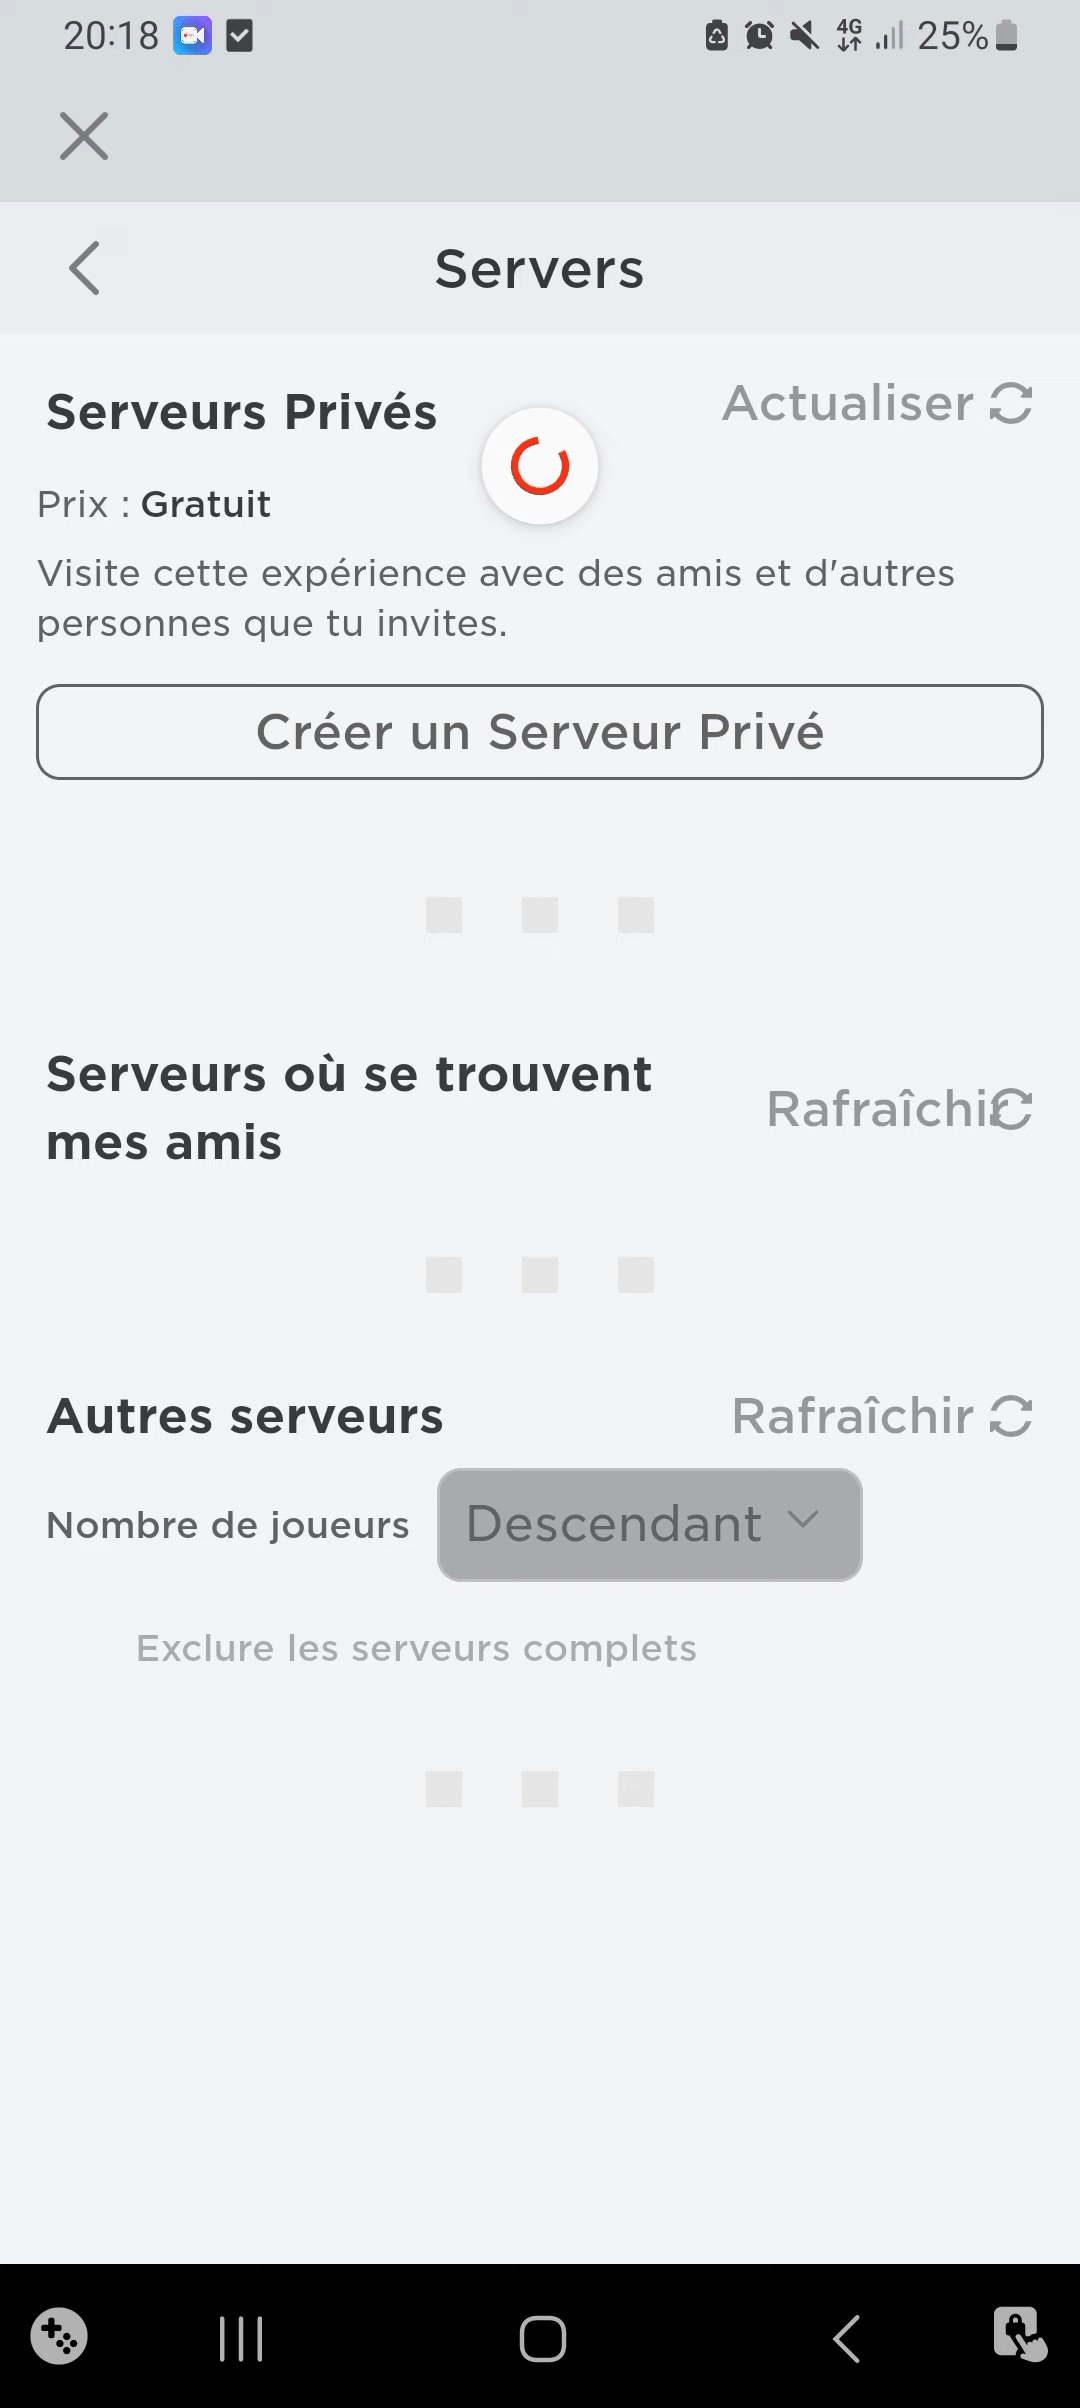 20:18
4G
25%
Servers
Serveurs Privés
Actualiser
Prix : Gratuit
Visite cette expérience avec des amis et d'autres
personnes que tu invites.
Créer un Serveur Privé
Serveurs où se trouvent
mes amis
Rafraîchir
Autres serveurs
Rafraîchir
Nombre de joueurs
Descendant
Exclure les serveurs complets